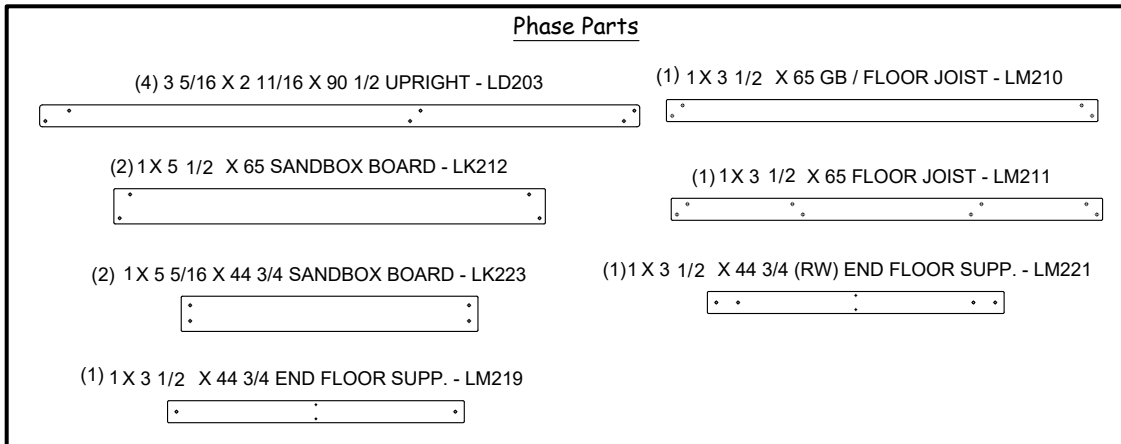 Phase Parts
(4) 3 5/16 X 2 11/16 X 90 1/2 UPRIGHT - LD203
(1) 1 X 3 1/2 X 65 GB / FLOOR JOIST - LM210
(2) 1 X 5 1/2 X 65 SANDBOX BOARD - LK212
(1) 1 X 3 1/2 X 65 FLOOR JOIST - LM211
(2) 1 X 5 5/16 X 44 3/4 SANDBOX BOARD - LK223
(1) 1 X 3 1/2 X 44 3/4 (RW) END FLOOR SUPP. - LM221
(1) 1 X 3 1/2 X 44 3/4 END FLOOR SUPP. - LM219